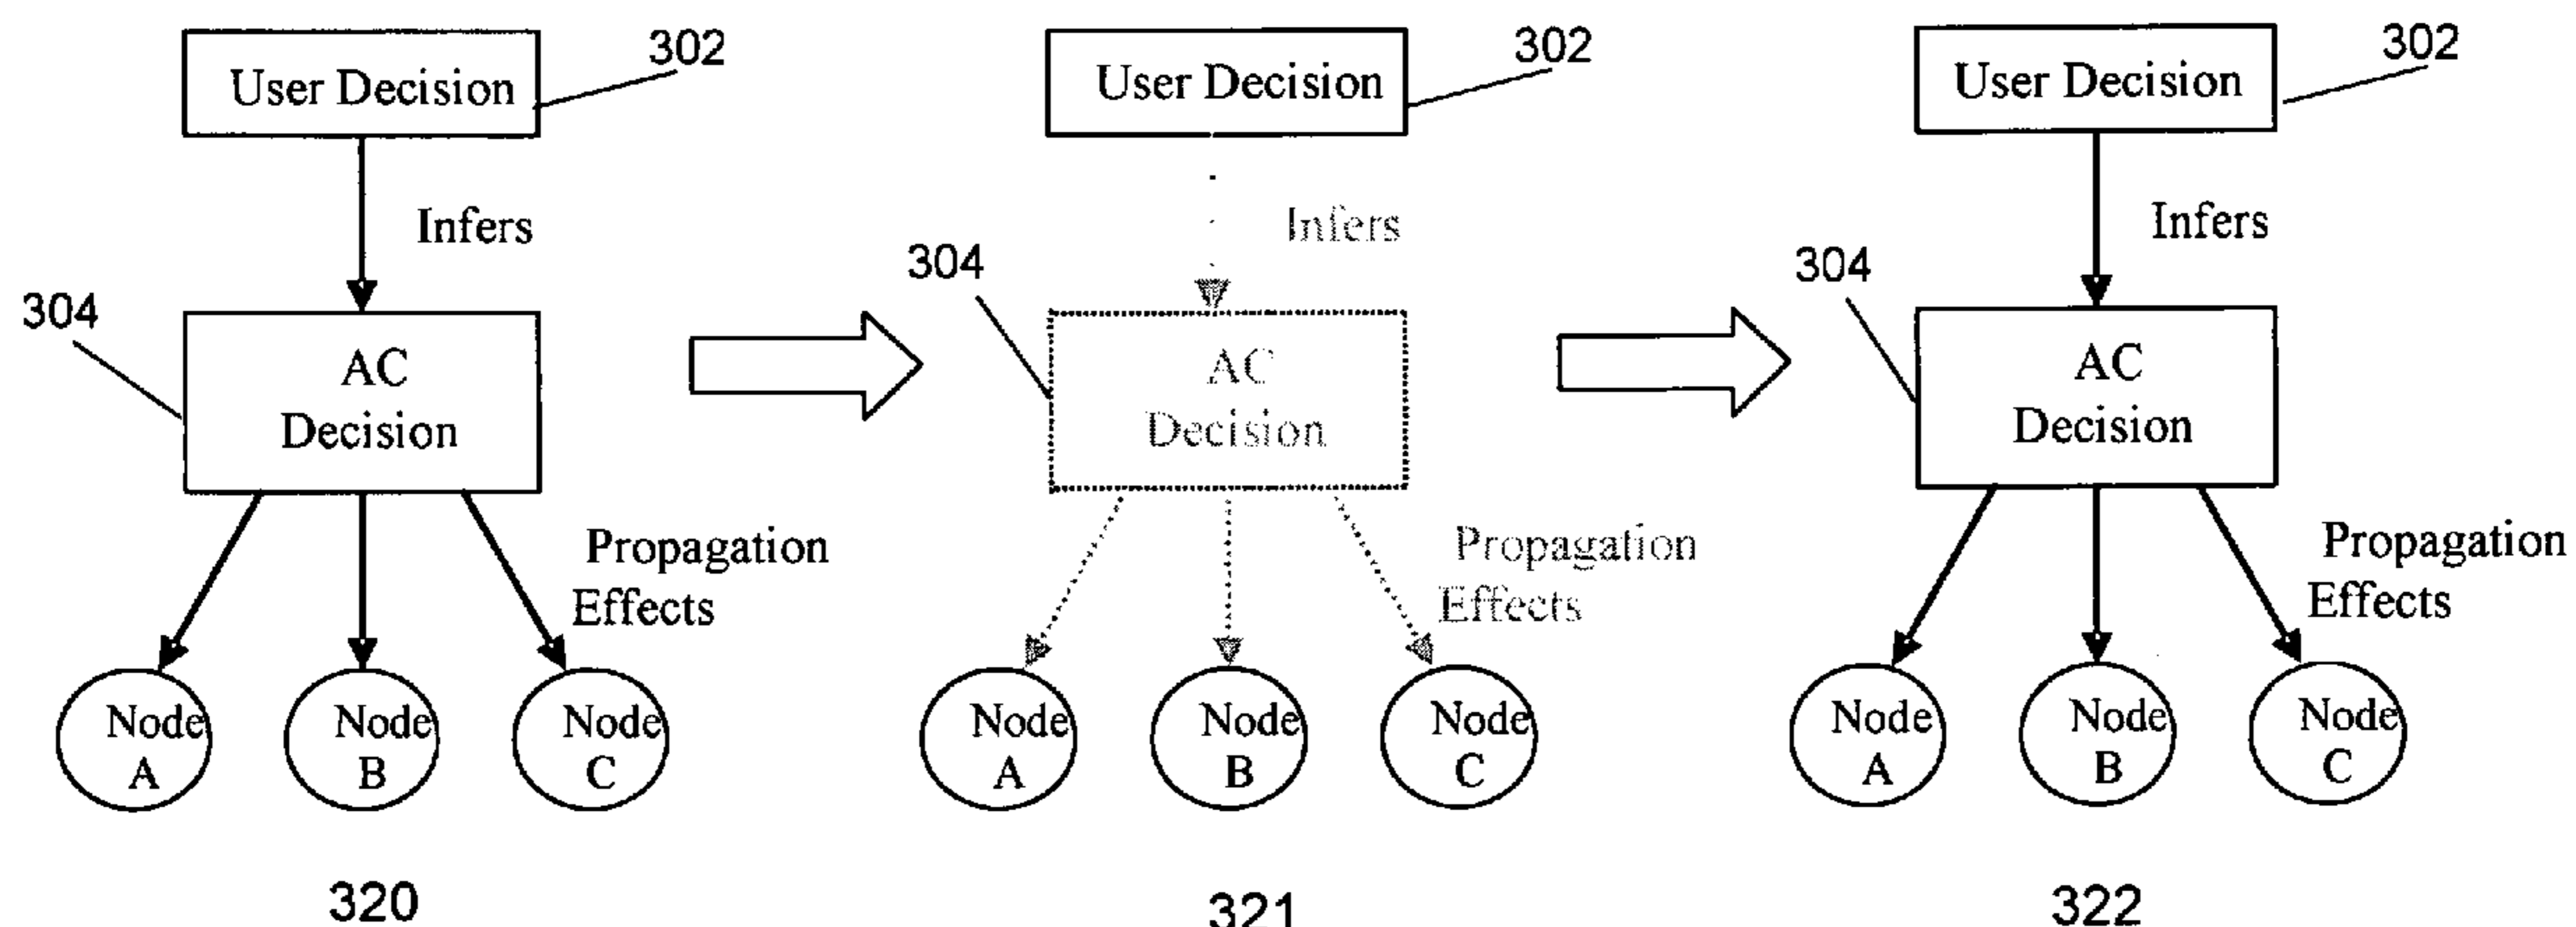 302
User Decision
Infers
304
AC
Decision
Propagation
Effects
Node
A
Node
B
Node
C
320
302
User Decision
Infers
304
AC
Decision
Propagation
Effects
Node
A
Node
B
Node
C
321
302
User Decision
Infers
304
AC
Decision
Propagation
Effects
Node
A
Node
B
Node
C
322